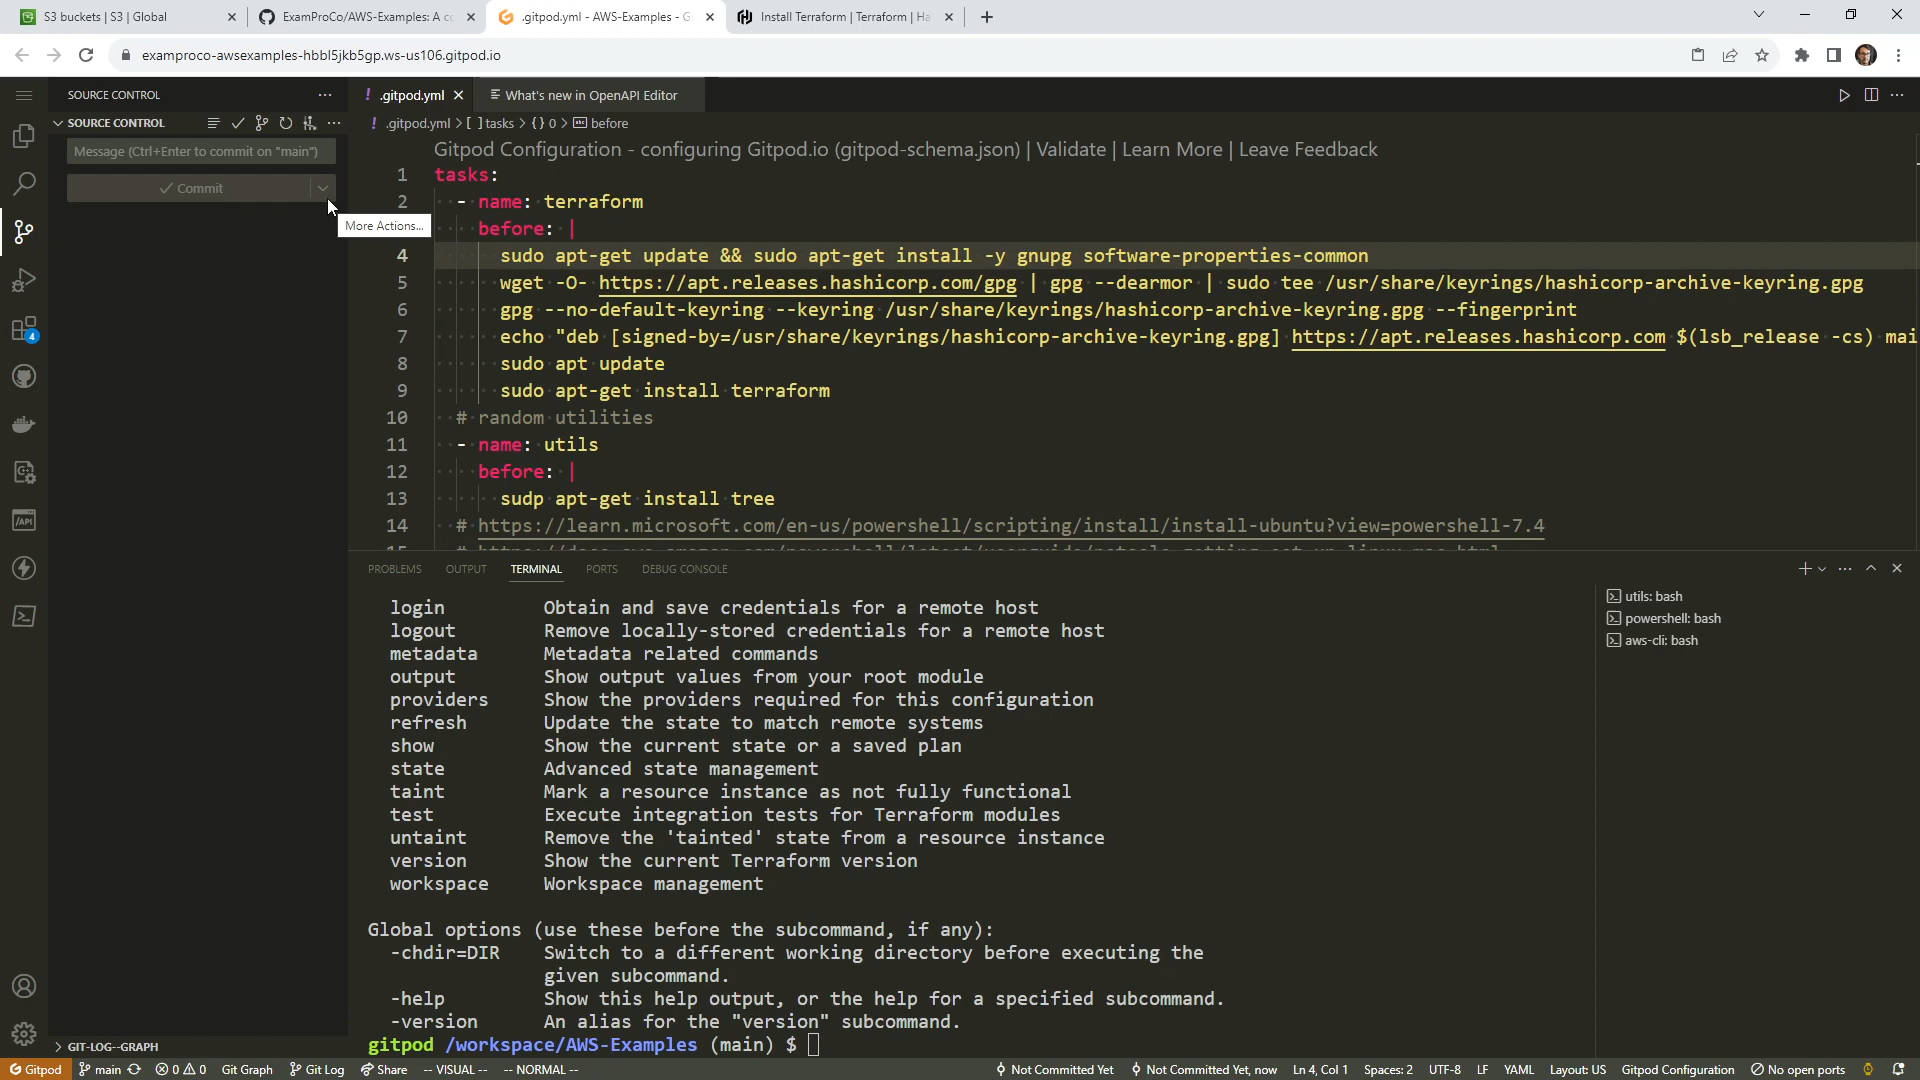 S3 buckets | S3 | Global
ExamProCo/AWS-Examples: A co
.gitpod.yml - AWS-Examples - G
Install Terraform | Terraform | Ha
examproco-awsexamples-hbbl5jkb5gp.ws-us106.gitpod.io
SOURCE CONTROL
.gitpod.yml
What's new in OpenAPI Editor
SOURCE CONTROL
.gitpod.yml > [ ] tasks > {} 0 > before
Message (Ctrl+Enter to commit on "main")
Commit
More Actions...
Gitpod Configuration - configuring Gitpod.io (gitpod-schema.json) | Validate | Learn More | Leave Feedback
1 tasks:
2 - name: terraform
before: |
4 sudo apt-get update && sudo apt-get install -y gnupg software-properties-common
5 wget -O- https://apt.releases.hashicorp.com/gpg | gpg --dearmor | sudo tee /usr/share/keyrings/hashicorp-archive-keyring.gpg
6 gpg --no-default-keyring --keyring /usr/share/keyrings/hashicorp-archive-keyring.gpg --fingerprint
7 echo "deb [signed-by=/usr/share/keyrings/hashicorp-archive-keyring.gpg] https://apt.releases.hashicorp.com $(lsb_release -cs) mai
8 sudo apt update
9 sudo apt-get install terraform
10 # random utilities
11 - name: utils
12 before: |
13 sudp apt-get install tree
14 # https://learn.microsoft.com/en-us/powershell/scripting/install/install-ubuntu?view=powershell-7.4
4
/API
PROBLEMS
OUTPUT
TERMINAL
PORTS
DEBUG CONSOLE
login Obtain and save credentials for a remote host
logout Remove locally-stored credentials for a remote host
metadata Metadata related commands
output Show output values from your root module
providers Show the providers required for this configuration
refresh Update the state to match remote systems
show Show the current state or a saved plan
state Advanced state management
taint Mark a resource instance as not fully functional
test Execute integration tests for Terraform modules
untaint Remove the 'tainted' state from a resource instance
version Show the current Terraform version
workspace Workspace management
Global options (use these before the subcommand, if any):
-chdir=DIR Switch to a different working directory before executing the
given subcommand.
-help Show this help output, or the help for a specified subcommand.
-version An alias for the "version" subcommand.
gitpod /workspace/AWS-Examples (main) $
utils: bash
powershell: bash
aws-cli: bash
GIT-LOG--GRAPH
Gitpod
main
0 0
Git Graph
Git Log
Share
-- VISUAL --
-- NORMAL --
Not Committed Yet
Not Committed Yet, now
Ln 4, Col 1
Spaces: 2
UTF-8
LF
YAML
Layout: US
Gitpod Configuration
No open ports